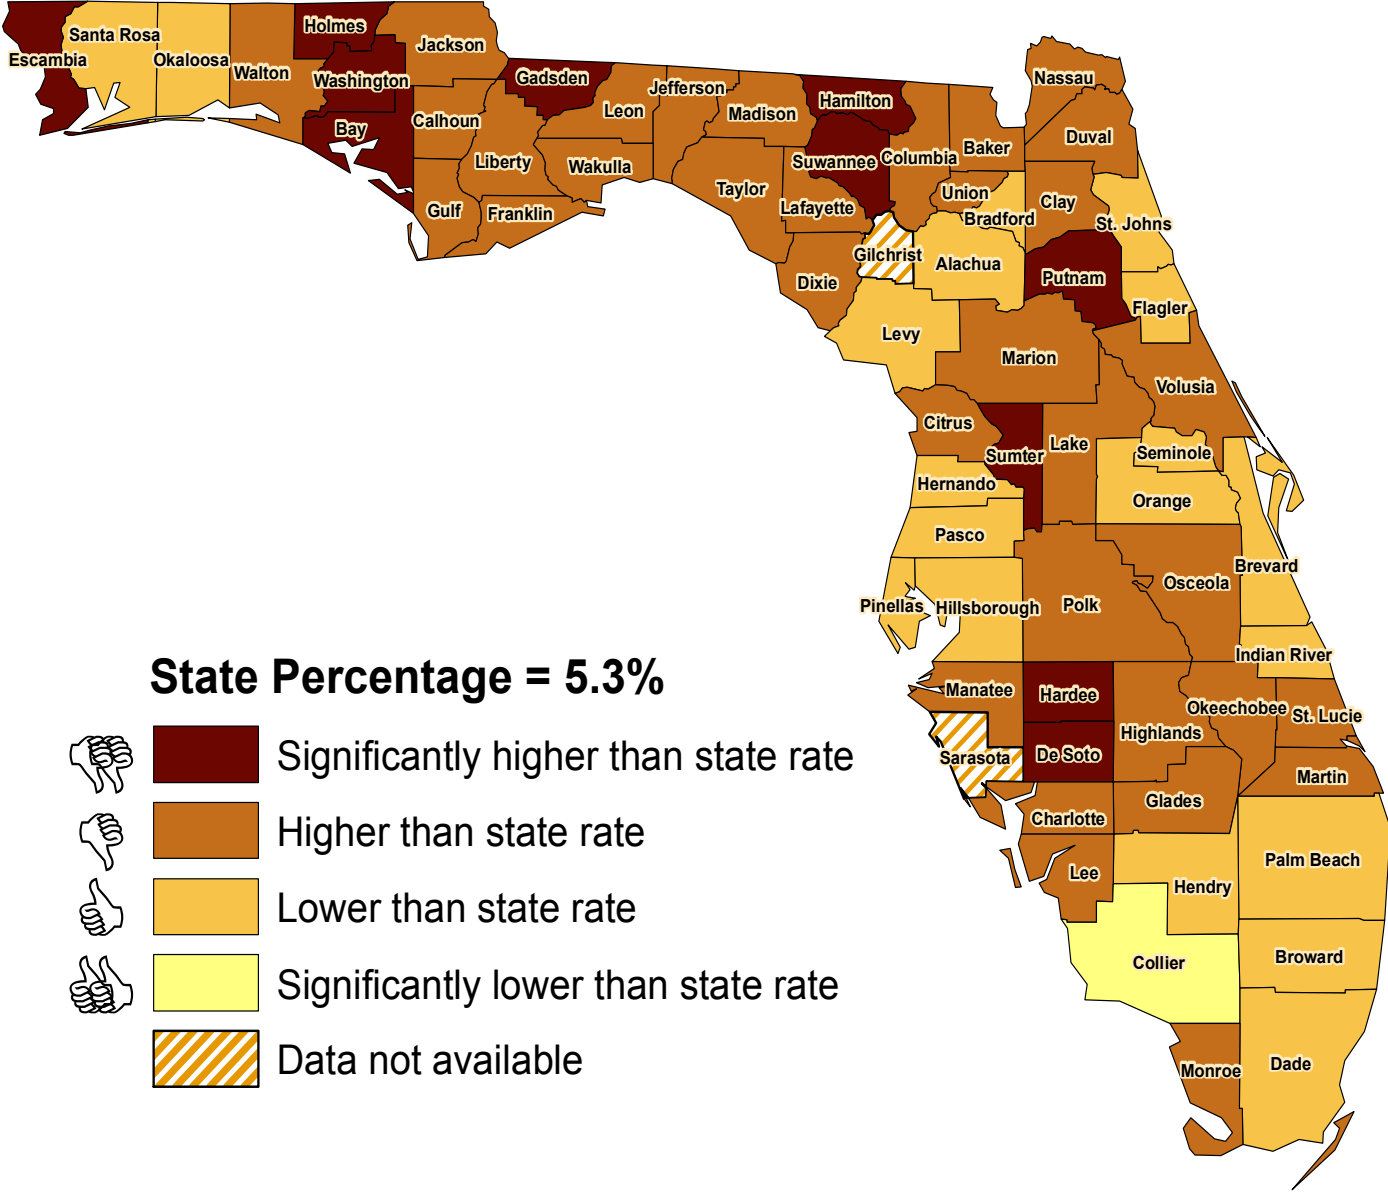 Holmes
Santa Rosa
Jackson
Escambia
Okaloosa
Walton
Washington
Gadsden
Jefferson
Nassau
Hamilton
Leon
Madison
Calhoun
Bay
Duval
Baker
Suwannee
Columbia
Liberty
Wakulla
Taylor
Union
Clay
Lafayette
Gulf
Franklin
Bradford
St. Johns
Gilchrist
Alachua
Putnam
Dixie
Flagler
Levy
Marion
Volusia
Citrus
Lake
Sumter
Seminole
Hernando
Orange
Pasco
Brevard
Osceola
Pinellas
Hillsborough
Polk
Indian River
State Percentage = 5.3%
Manatee
Hardee
Okeechobee
St. Lucie
Highlands
Significantly higher than state rate
Sarasota
De Soto
Martin
Glades
Charlotte
Higher than state rate
Palm Beach
Lee
Hendry
Lower than state rate
Broward
Collier
Significantly lower than state rate
Data not available
Dade
Monroe